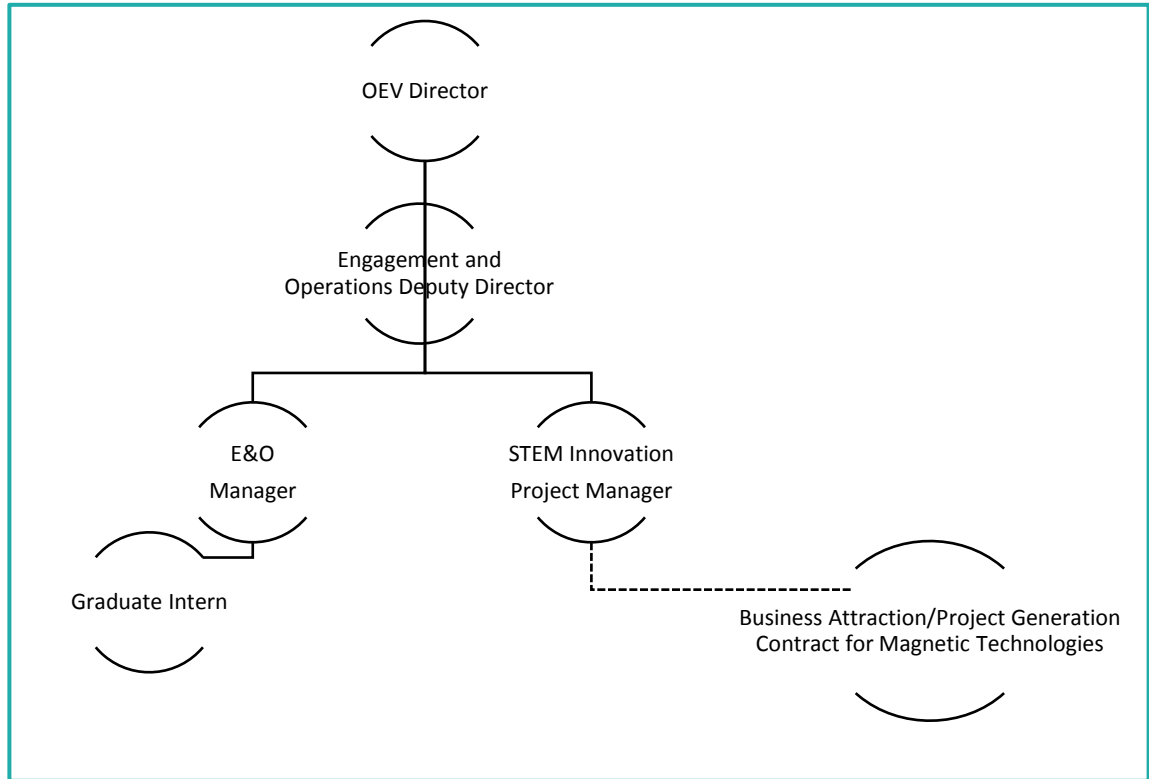 OEV Director
Engagement and
Operations Deputy Director
E&O
Manager
STEM Innovation
Project Manager
Graduate Intern
Business Attraction/Project Generation
Contract for Magnetic Technologies